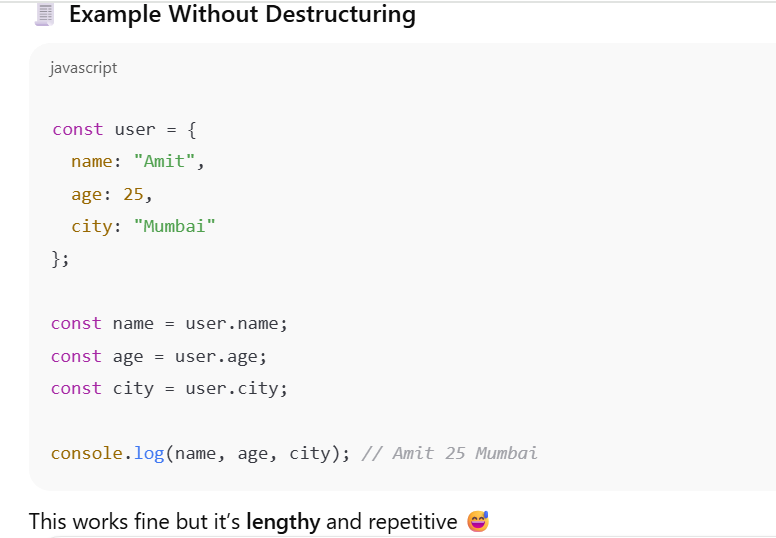 🧾 Example Without Destructuring
javascript
const user = {
  name: "Amit",
  age: 25,
  city: "Mumbai"
};
const name = user.name;
const age = user.age;
const city = user.city;
console.log(name, age, city); // Amit 25 Mumbai
This works fine but it’s lengthy and repetitive 😅